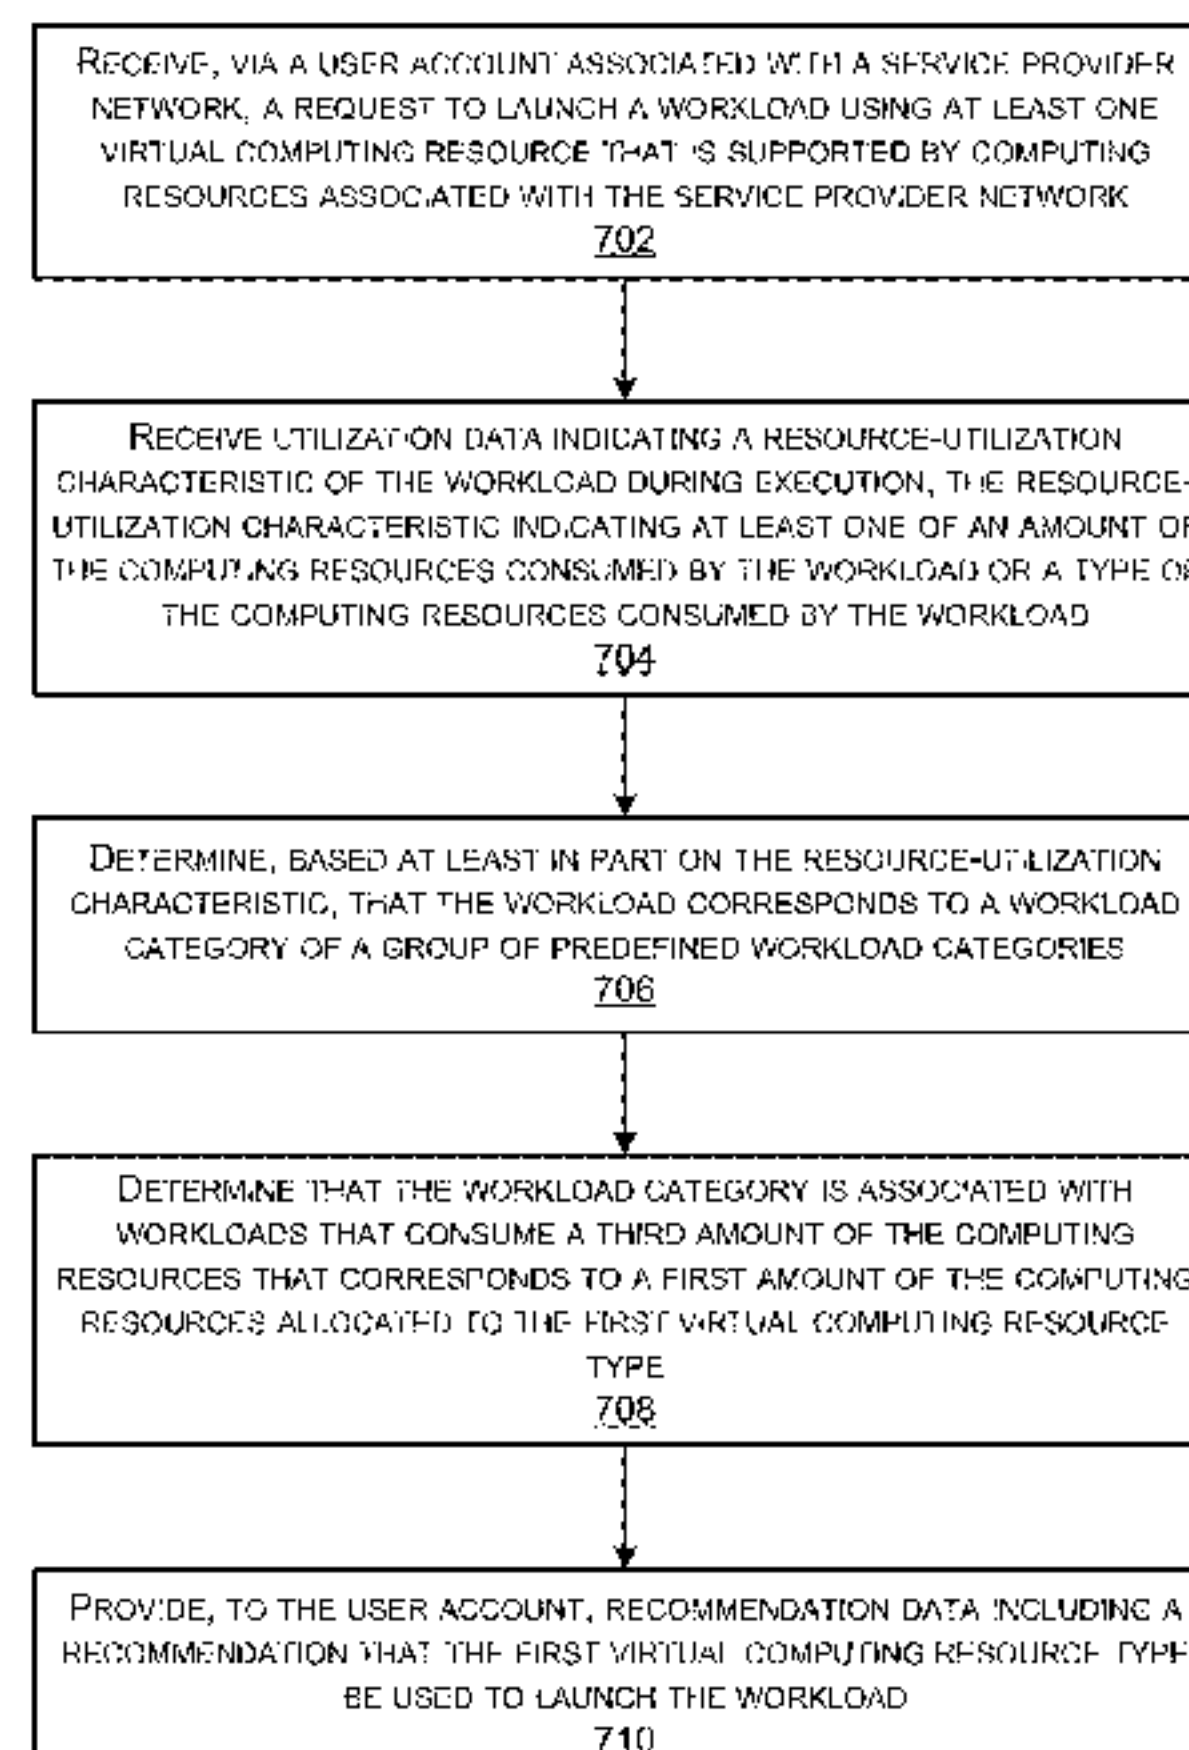 RECEIVE, VIA A USER ACCOUNT ASSOCIATED WITH A SERVICE PROVIDER
NETWORK, A REQUEST TO LAUNCH A WORKLOAD USING AT LEAST ONE
VIRTUAL COMPUTING RESOURCE THAT IS SUPPORTED BY COMPUTING
RESOURCES ASSOCIATED WITH THE SERVICE PROVIDER NETWORK
702
RECEIVE UTILIZATION DATA INDICATING A RESOURCE-UTILIZATION
CHARACTERISTIC OF THE WORKLOAD DURING EXECUTION, THE RESOURCE-
UTILIZATION CHARACTERISTIC INDICATING AT LEAST ONE OF AN AMOUNT OF
THE COMPUTING RESOURCES CONSUMED BY THE WORKLOAD OR A TYPE OF
THE COMPUTING RESOURCES CONSUMED BY THE WORKLOAD
704
DETERMINE, BASED AT LEAST IN PART ON THE RESOURCE-UTILIZATION
CHARACTERISTIC, THAT THE WORKLOAD CORRESPONDS TO A WORKLOAD
CATEGORY OF A GROUP OF PREDEFINED WORKLOAD CATEGORIES
706
DETERMINE THAT THE WORKLOAD CATEGORY IS ASSOCIATED WITH
WORKLOADS THAT CONSUME A THIRD AMOUNT OF THE COMPUTING
RESOURCES THAT CORRESPONDS TO A FIRST AMOUNT OF THE COMPUTING
RESOURCES ALLOCATED TO THE FIRST VIRTUAL COMPUTING RESOURCE
TYPE
708
PROVIDE, TO THE USER ACCOUNT, RECOMMENDATION DATA INCLUDING A
RECOMMENDATION THAT THE FIRST VIRTUAL COMPUTING RESOURCE TYPE
BE USED TO LAUNCH THE WORKLOAD
710